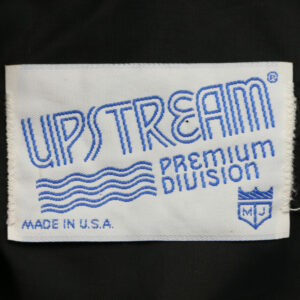 UPSTREAM®
PREMIUM
DIVISION
MADE IN U.S.A.
MJ